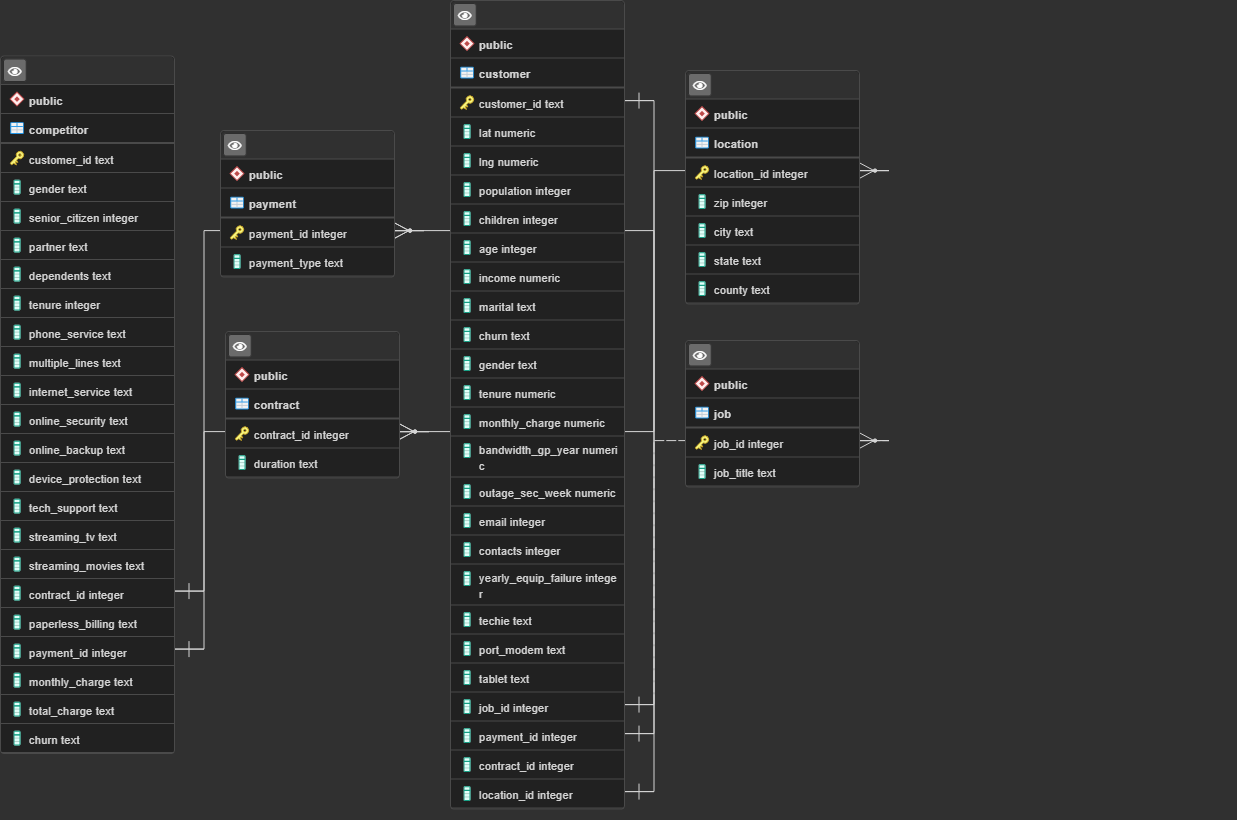 public
competitor
customer_id text
gender text
senior_citizen integer
partner text
dependents text
tenure integer
phone_service text
multiple_lines text
internet_service text
online_security text
online_backup text
device_protection text
tech_support text
streaming_tv text
streaming_movies text
contract_id integer
paperless_billing text
payment_id integer
monthly_charge text
total_charge text
churn text
public
payment
payment_id integer
payment_type text
public
contract
contract_id integer
duration text
public
customer
customer_id text
lat numeric
lng numeric
population integer
children integer
age integer
income numeric
marital text
churn text
gender text
tenure numeric
monthly_charge numeric
bandwidth_gp_year numeri
c
outage_sec_week numeric
email integer
contacts integer
yearly_equip_failure intege
r
techie text
port_modem text
tablet text
job_id integer
payment_id integer
contract_id integer
location_id integer
public
location
location_id integer
zip integer
city text
state text
county text
public
job
job_id integer
job_title text